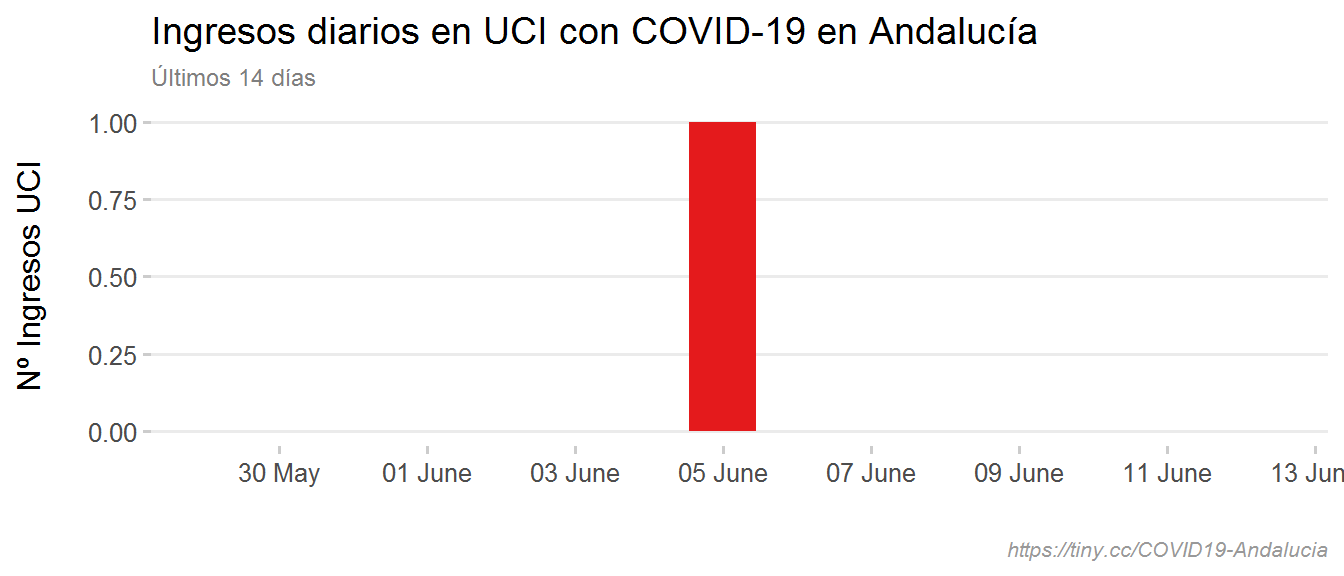 Ingresos diarios en UCI con COVID-19 en Andalucía
Últimos 14 días
Nº Ingresos UCI
1.00
0.75
0.50
0.25
0.00
30 May 01 June 03 June 05 June 07 June 09 June 11 June 13 Jun
https://tiny.cc/COVID19-Andalucia